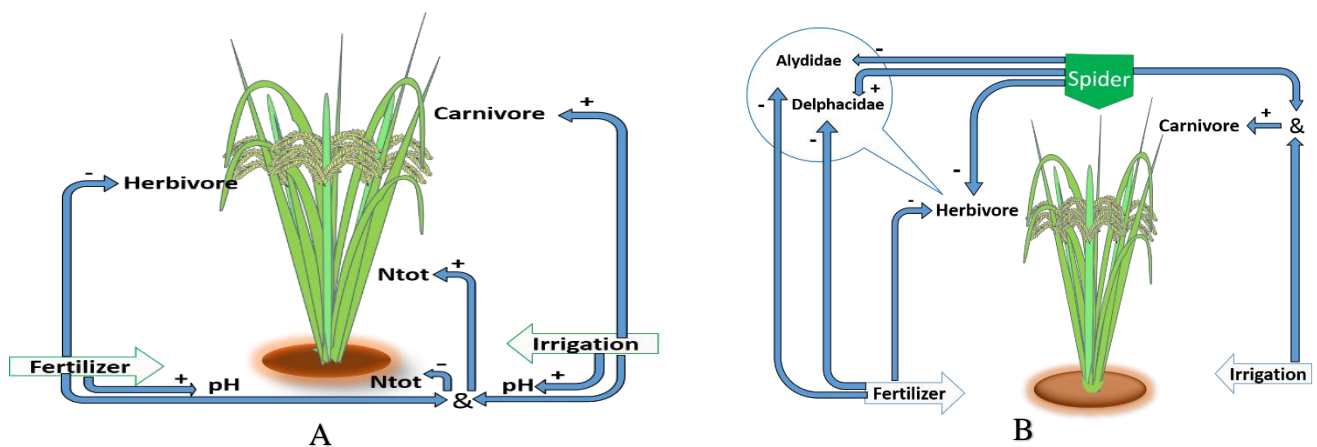 +
Carnivore
-
Herbivore
Ntot
+
Irrigation
Fertilizer
+
pH
-
Ntot
&
pH
+
A
Alydidae
-
Spider
-
Delphacidae
+
-
Carnivore
+
&
-
-
Herbivore
Irrigation
Fertilizer
B